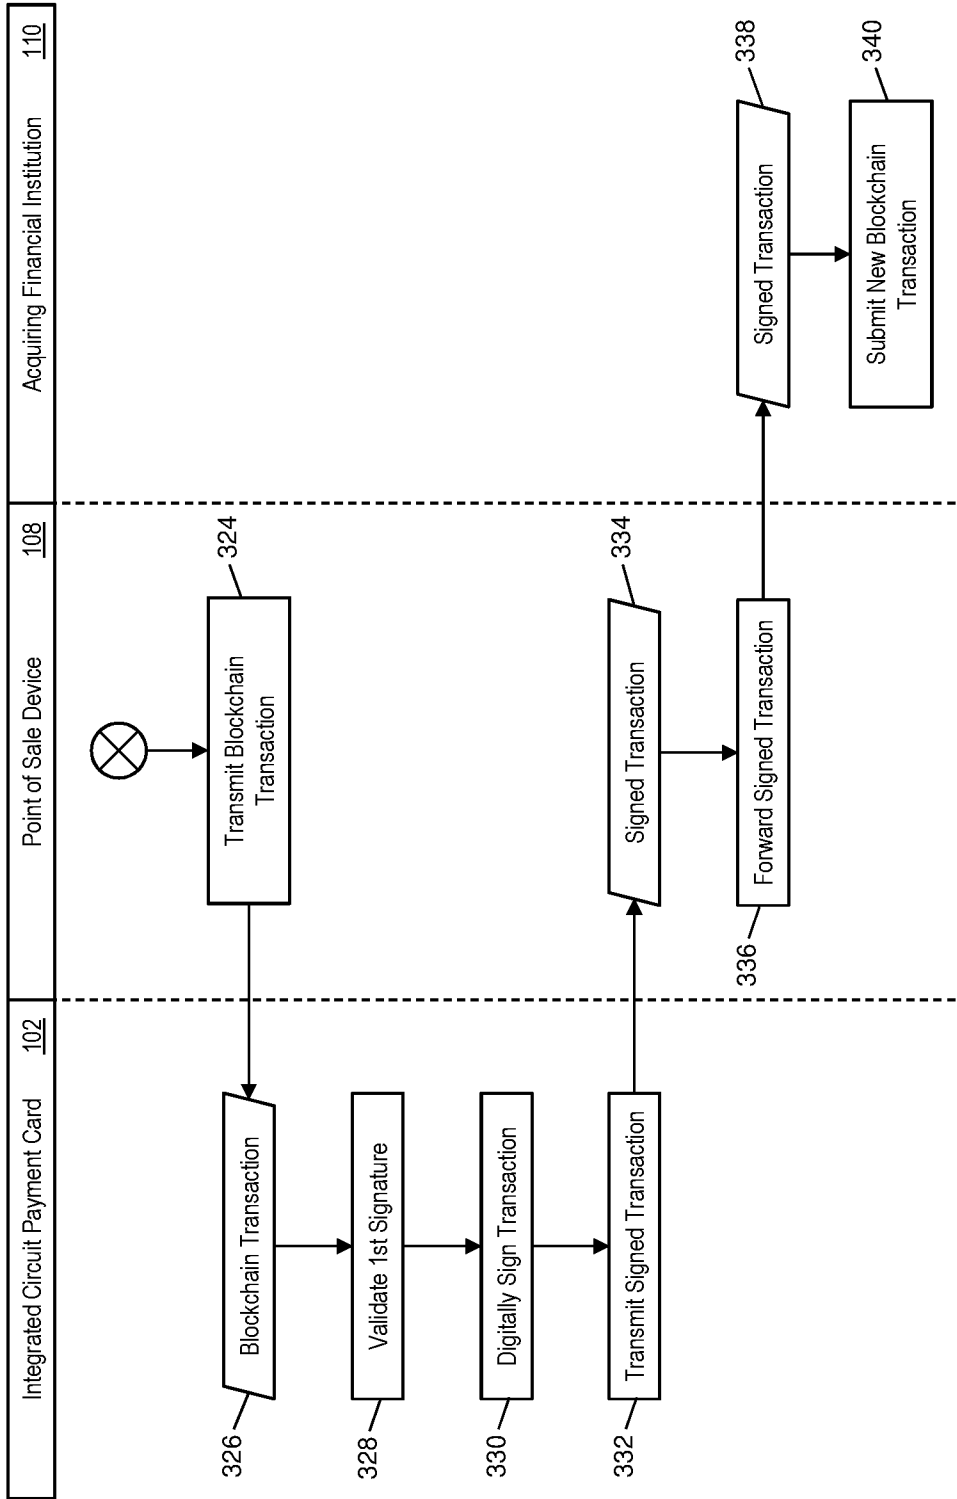 Integrated Circuit Payment Card 102
Point of Sale Device 108
Acquiring Financial Institution 110
Transmit Blockchain
Transaction
324
Blockchain Transaction
326
Validate 1st Signature
328
Digitally Sign Transaction
330
Transmit Signed Transaction
332
Signed Transaction
334
Forward Signed Transaction
336
Signed Transaction
338
Submit New Blockchain
Transaction
340